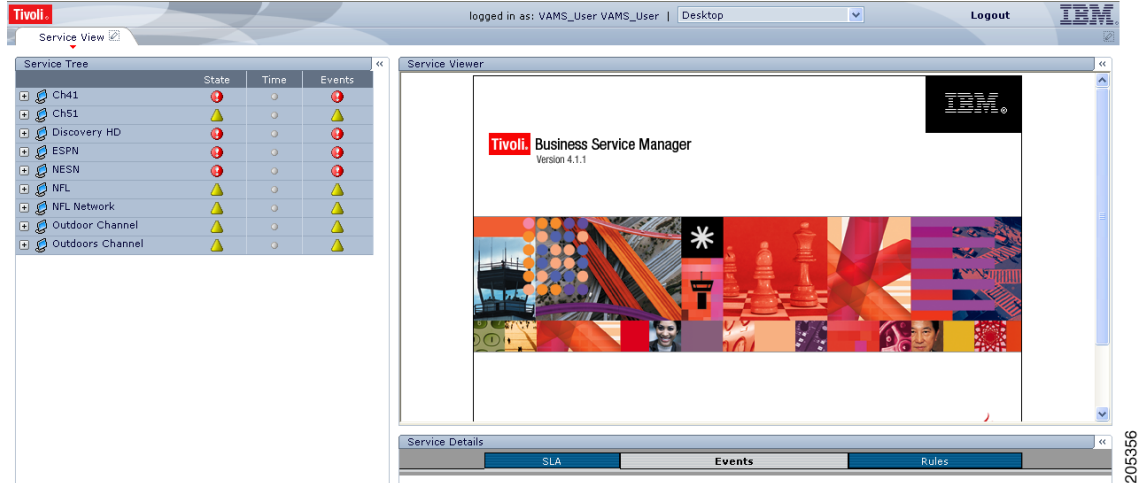 Tivoli.
logged in as: VAMS_User VAMS_User | Desktop
Logout
IBM.
Service View
Service Tree
State Time Events
Ch41
Ch51
Discovery HD
ESPN
NESN
NFL
NFL Network
Outdoor Channel
Outdoors Channel
Service Viewer
IBM.
Tivoli. Business Service Manager
Version 4.1.1
Service Details
SLA Events Rules
205356